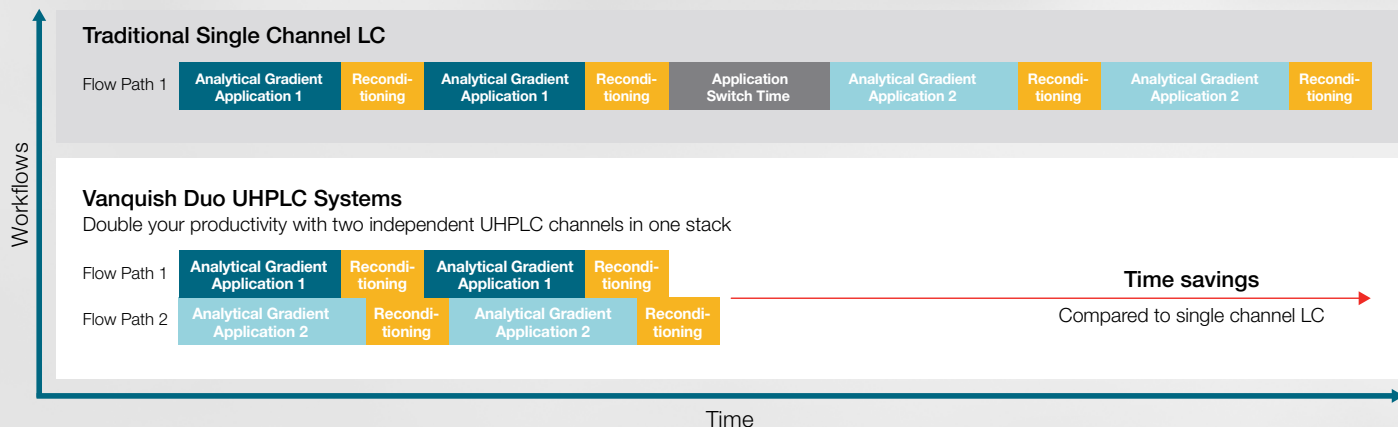 Traditional Single Channel LC
Flow Path 1
Analytical Gradient
Application 1
Recondi-
tioning
Analytical Gradient
Application 1
Recondi-
tioning
Application
Switch Time
Analytical Gradient
Application 2
Recondi-
tioning
Analytical Gradient
Application 2
Recondi-
tioning
Workflows
Vanquish Duo UHPLC Systems
Double your productivity with two independent UHPLC channels in one stack
Flow Path 1
Analytical Gradient
Application 1
Recondi-
tioning
Analytical Gradient
Application 1
Recondi-
tioning
Flow Path 2
Analytical Gradient
Application 2
Recondi-
tioning
Analytical Gradient
Application 2
Recondi-
tioning
Time savings
Compared to single channel LC
Time